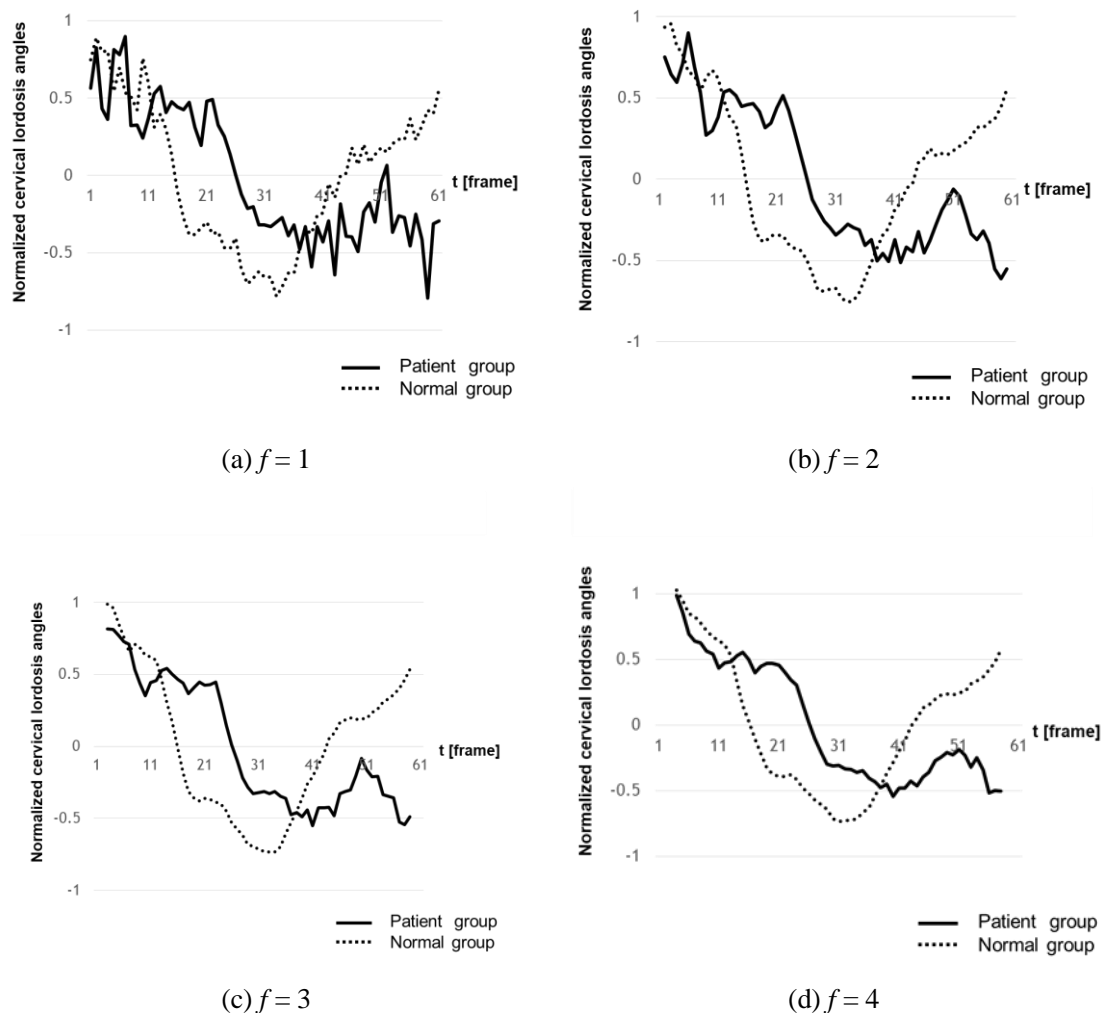 Normalized cervical lordosis angles
1
0.5
0
-0.5
-1
1 11 21 31 41 51 61
t [frame]
Patient group
Normal group
(a) f = 1
Normalized cervical lordosis angles
1
0.5
0
-0.5
-1
1 11 21 31 41 51 61
t [frame]
Patient group
Normal group
(b) f = 2
Normalized cervical lordosis angles
1
0.5
0
-0.5
-1
1 11 21 31 41 51 61
t [frame]
Patient group
Normal group
(c) f = 3
Normalized cervical lordosis angles
1
0.5
0
-0.5
-1
1 11 21 31 41 51 61
t [frame]
Patient group
Normal group
(d) f = 4